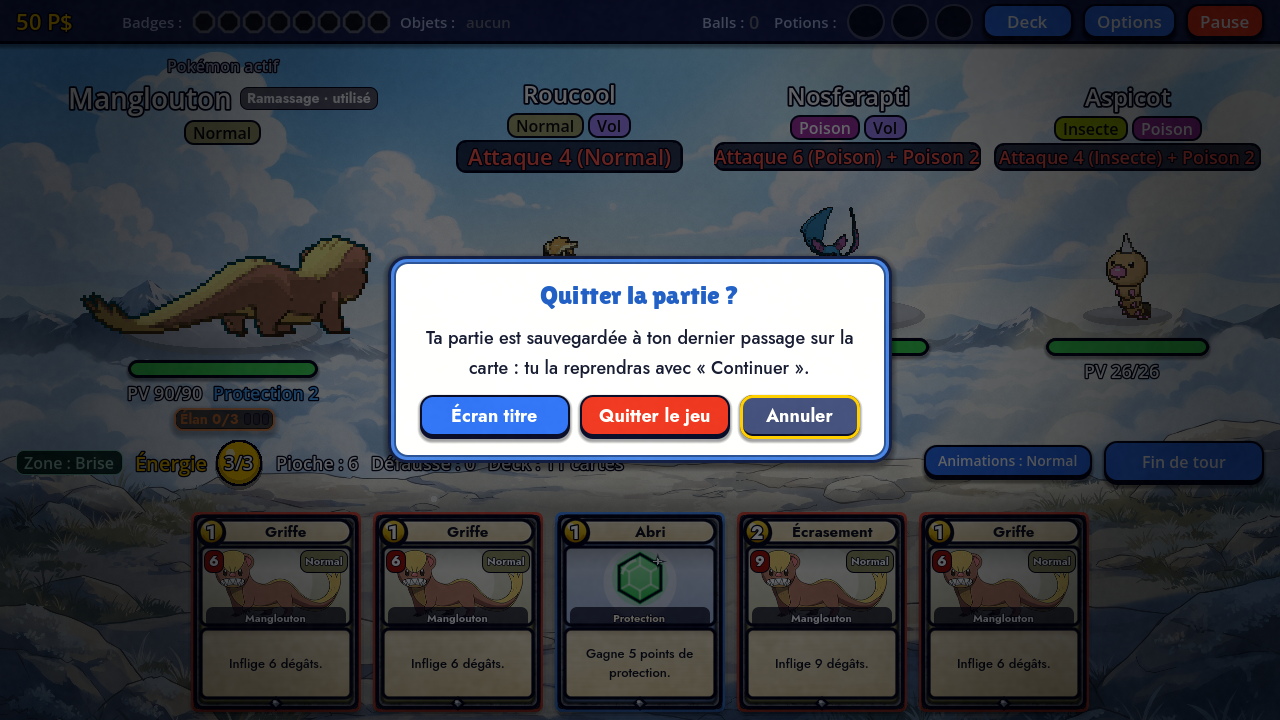 50 P$ Badges : Objets : aucun Balls : 0 Potions : Deck Options Pause
Pokémon actif
Manglouton Ramassage · utilisé
Normal
Roucool
Normal Vol
Attaque 4 (Normal)
Nosferapti
Poison Vol
Attaque 6 (Poison) + Poison 2
Aspicot
Insecte Poison
Attaque 4 (Insecte) + Poison 2
Quitter la partie ?
Ta partie est sauvegardée à ton dernier passage sur la
carte : tu la reprendras avec « Continuer ».
Écran titre Quitter le jeu Annuler
PV 90/90 Protection 2
Élan 0/3
PV 26/26
Zone : Brise Énergie 3/3 Pioche : 6 Défausse : 0 Deck : 11 cartes Animations : Normal Fin de tour
1 Griffe
6 Normal
Manglouton
Inflige 6 dégâts.
1 Griffe
6 Normal
Manglouton
Inflige 6 dégâts.
1 Abri
Protection
Gagne 5 points de
protection.
2 Écrasement
9 Normal
Manglouton
Inflige 9 dégâts.
1 Griffe
6 Normal
Manglouton
Inflige 6 dégâts.